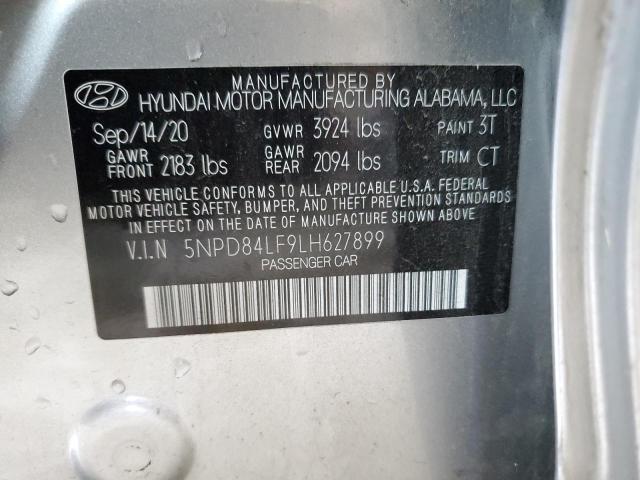 MANUFACTURED BY
HYUNDAI MOTOR MANUFACTURING ALABAMA, LLC
Sep/14/20 GVWR 3924 lbs PAINT 3T
GAWR FRONT 2183 lbs GAWR REAR 2094 lbs TRIM CT
THIS VEHICLE CONFORMS TO ALL APPLICABLE U.S.A. FEDERAL
MOTOR VEHICLE SAFETY, BUMPER, AND THEFT PREVENTION STANDARDS
IN EFFECT ON THE DATE OF MANUFACTURE SHOWN ABOVE.
V.I.N 5NPD84LF9LH627899
PASSENGER CAR